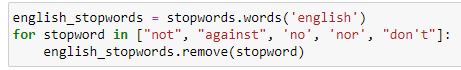 english_stopwords = stopwords.words('english')
for stopword in ["not", "against", 'no', 'nor', "don't"]:
    english_stopwords.remove(stopword)